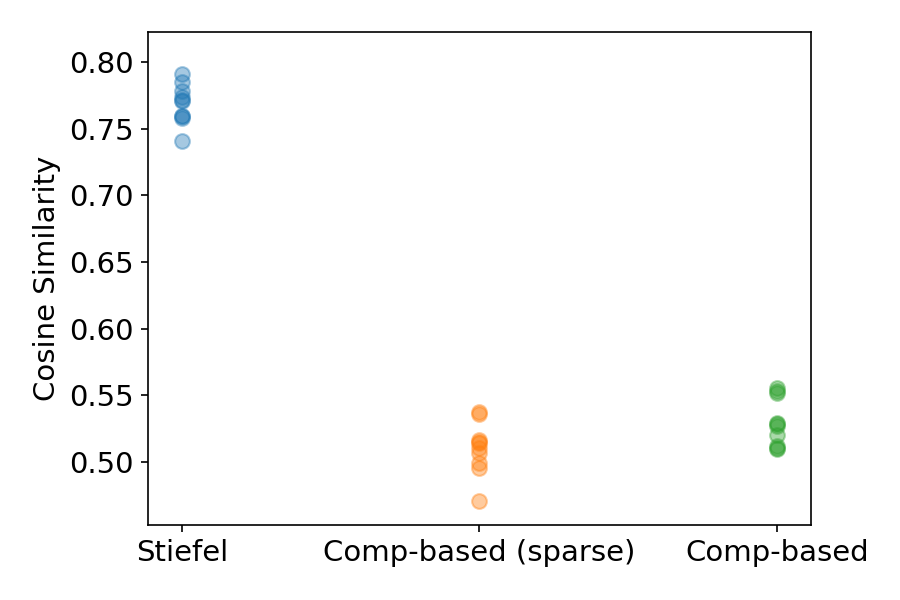 Cosine Similarity
0.80
0.75
0.70
0.65
0.60
0.55
0.50
Stiefel
Comp-based (sparse)
Comp-based